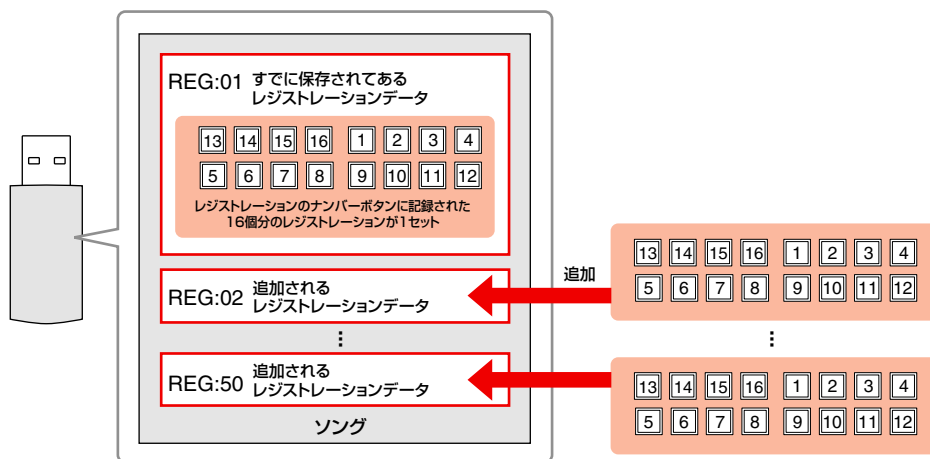 REG:01 すでに保存されてある
レジストレーションデータ
13 14 15 16 1 2 3 4
5 6 7 8 9 10 11 12
レジストレーションのナンバーボタンに記録された
16個分のレジストレーションが1セット
REG:02 追加される
レジストレーションデータ
追加
13 14 15 16 1 2 3 4
5 6 7 8 9 10 11 12
⋮
⋮
REG:50 追加される
レジストレーションデータ
13 14 15 16 1 2 3 4
5 6 7 8 9 10 11 12
ソング